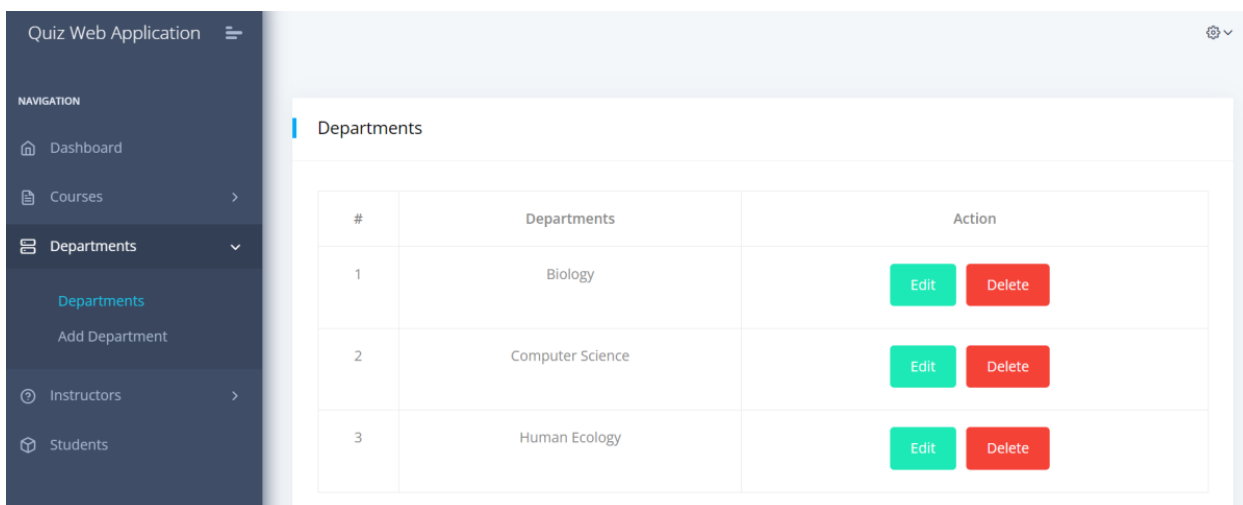 Quiz Web Application
NAVIGATION
Dashboard
Courses
Departments
Departments
Add Department
Instructors
Students
Departments
# Departments Action
1 Biology Edit Delete
2 Computer Science Edit Delete
3 Human Ecology Edit Delete